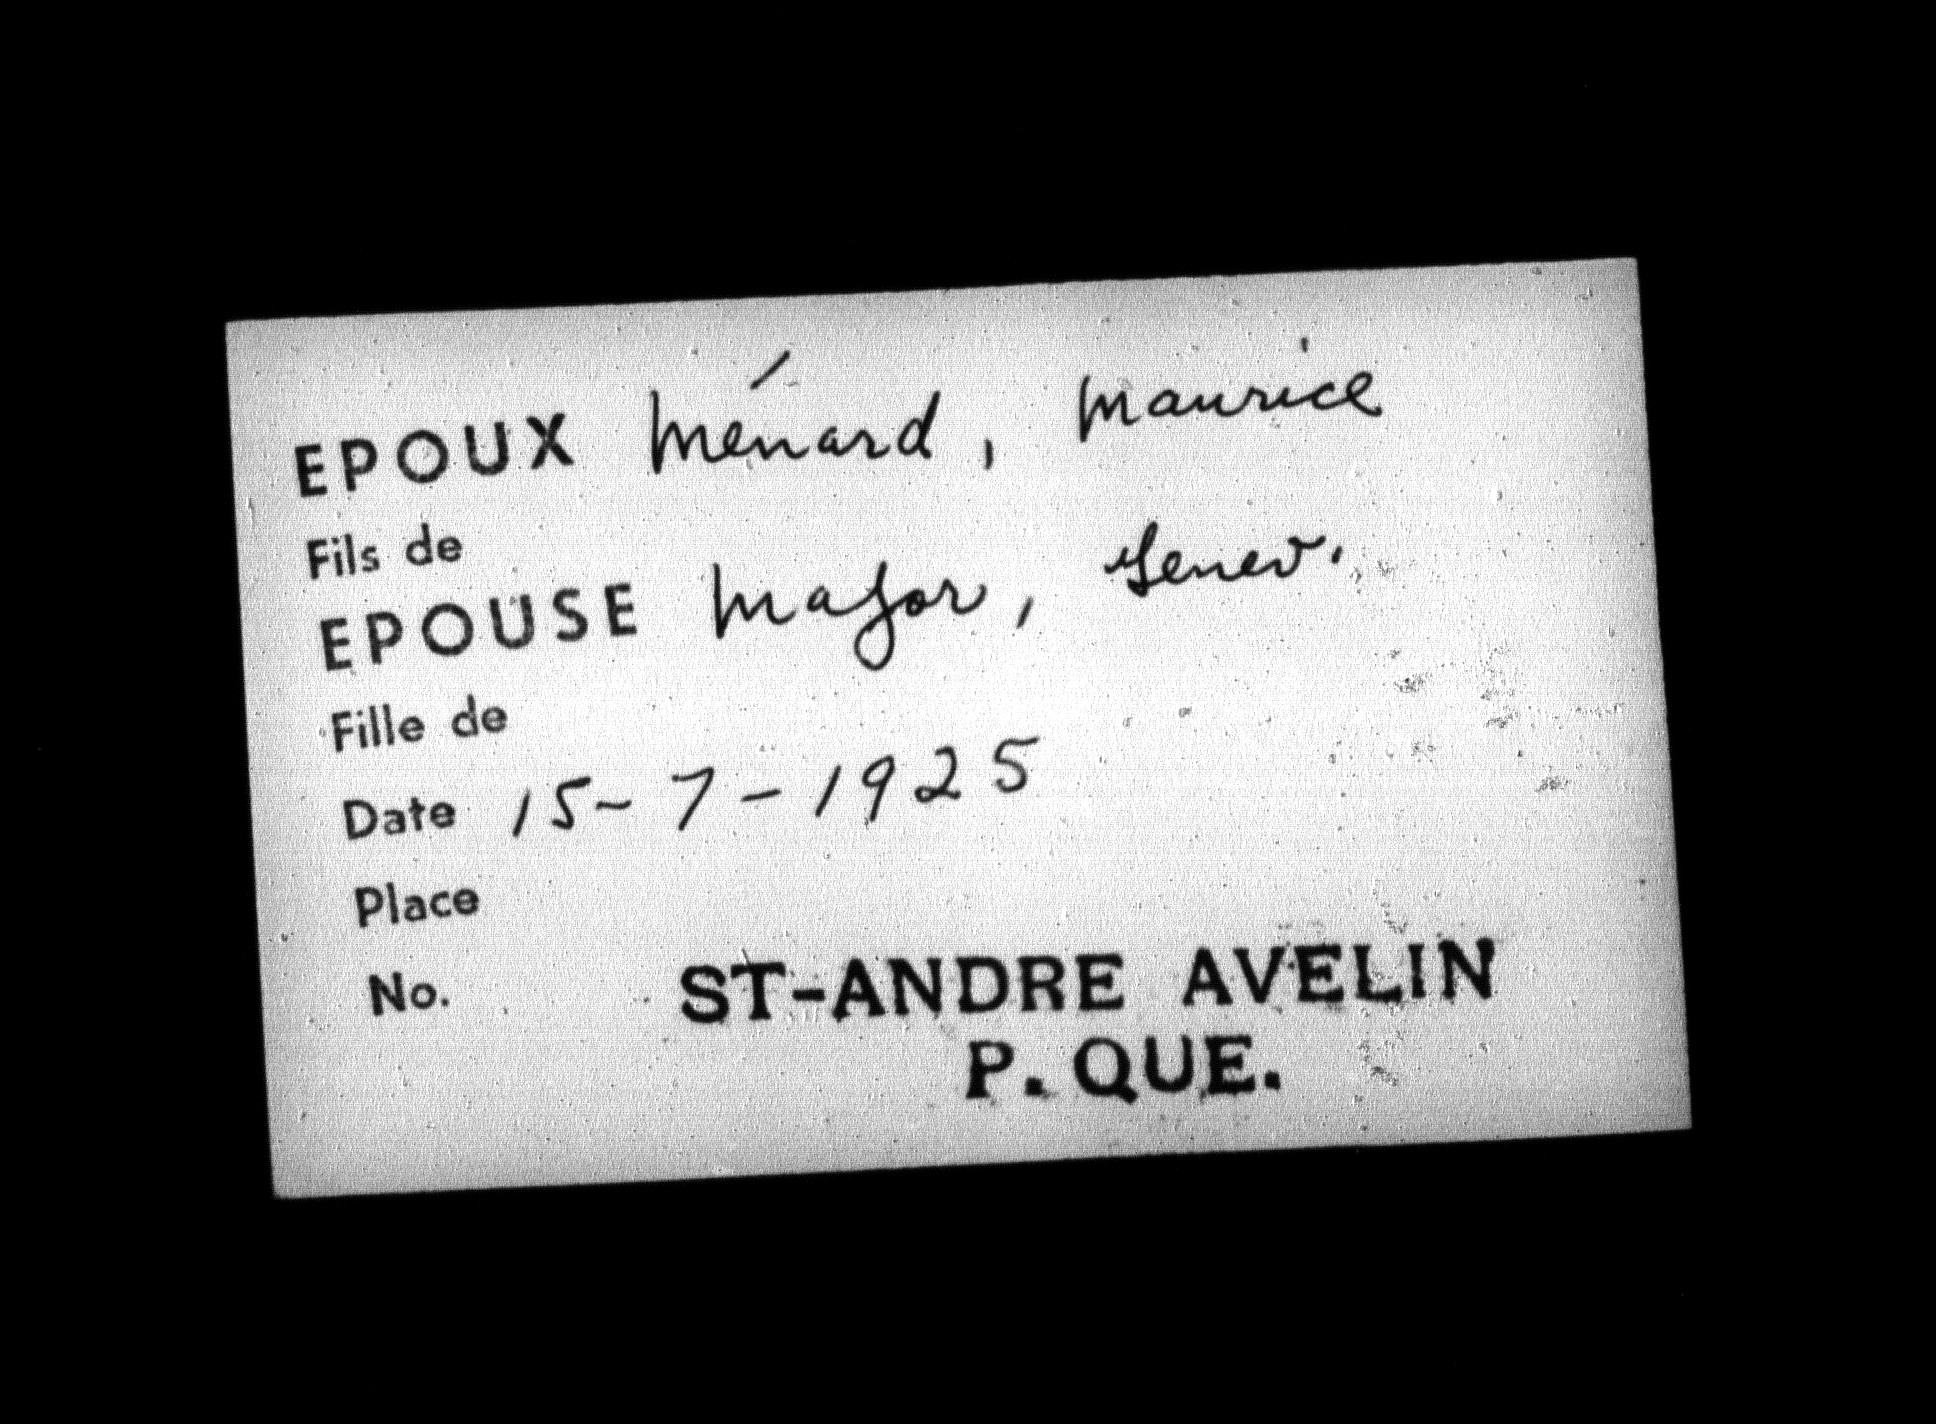 EPOUX Ménard, Maurice
Fils de
EPOUSE Major, Genev.
Fille de
Date 15-7-1925
Place
No.
ST-ANDRE AVELIN
P. QUE.